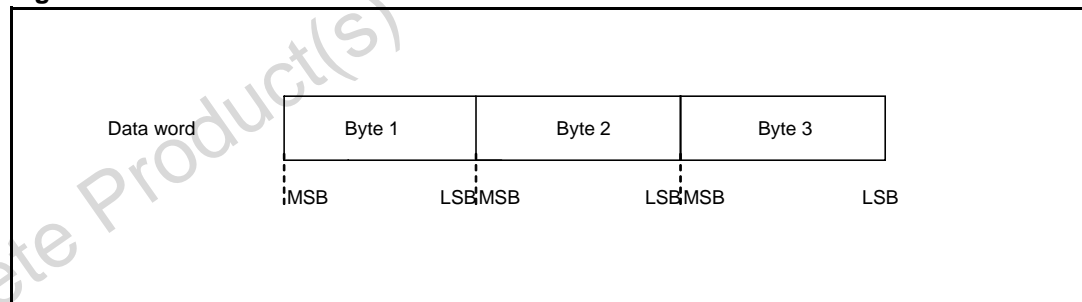 Data word
Byte 1 Byte 2 Byte 3
MSB LSB MSB LSB MSB LSB
Product(s)